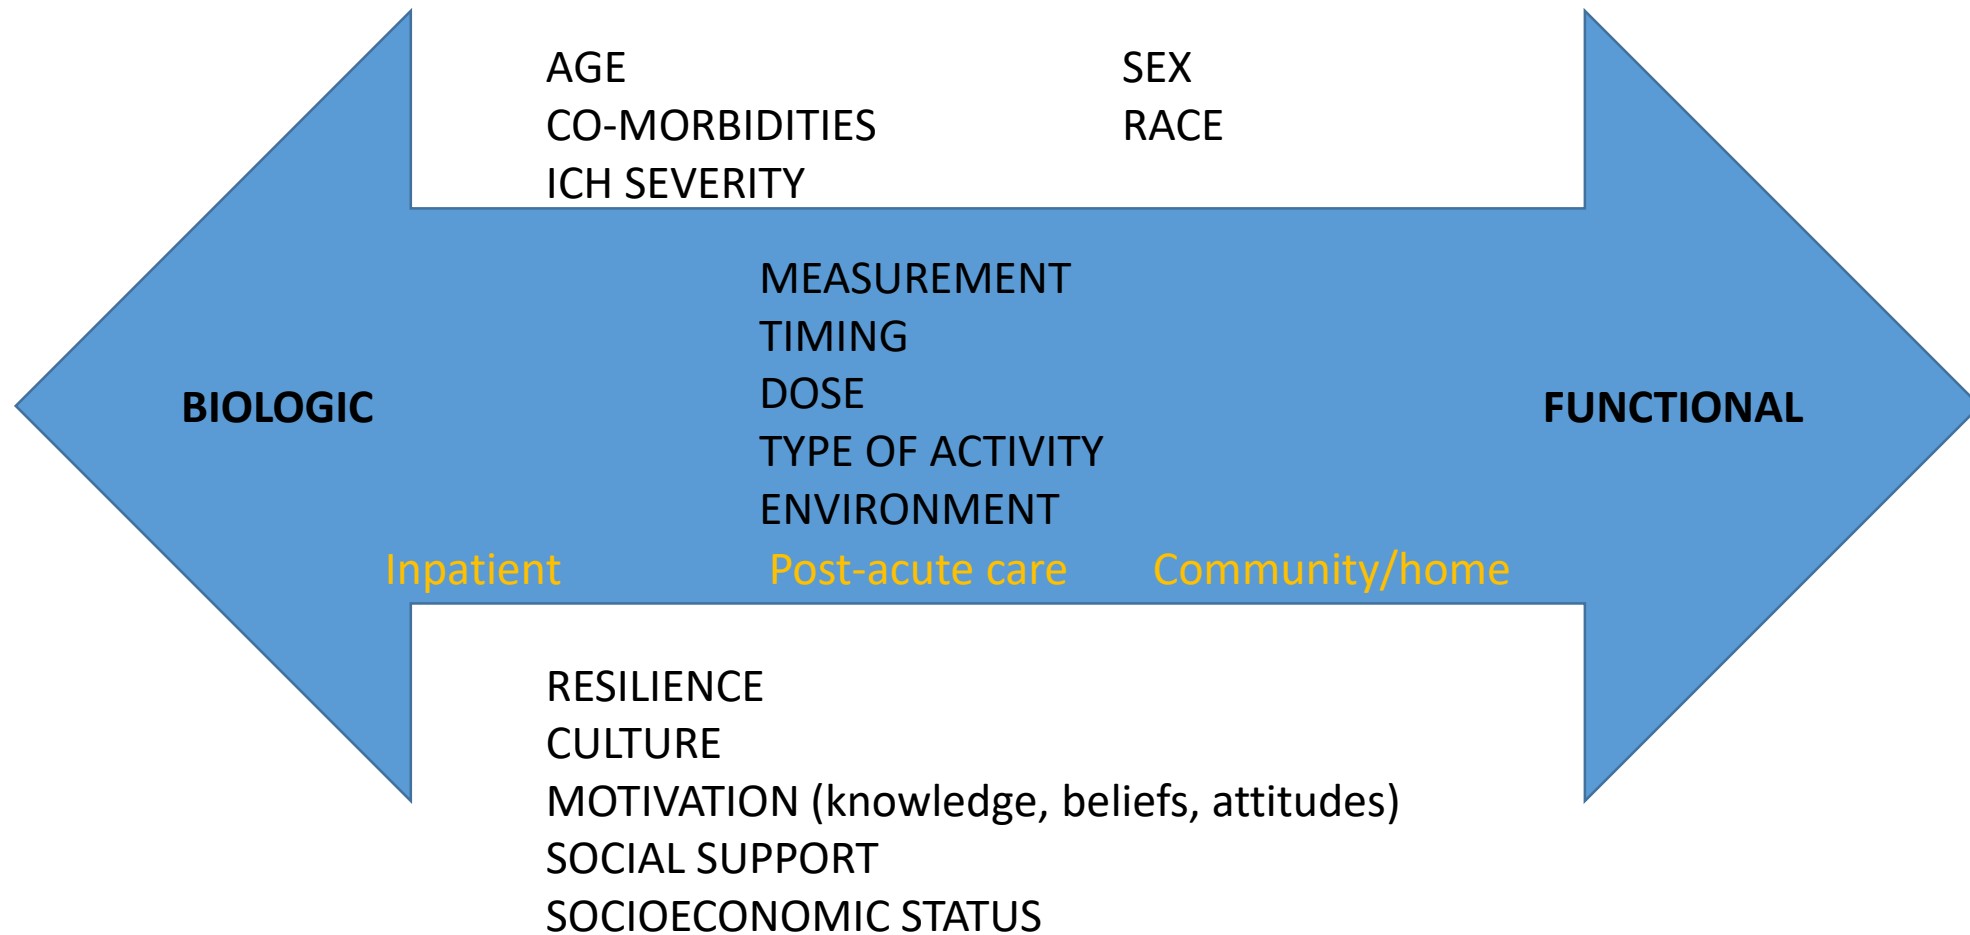 AGE
CO-MORBIDITIES
ICH SEVERITY
SEX
RACE
MEASUREMENT
TIMING
DOSE
TYPE OF ACTIVITY
ENVIRONMENT
BIOLOGIC
FUNCTIONAL
Inpatient
Post-acute care
Community/home
RESILIENCE
CULTURE
MOTIVATION (knowledge, beliefs, attitudes)
SOCIAL SUPPORT
SOCIOECONOMIC STATUS